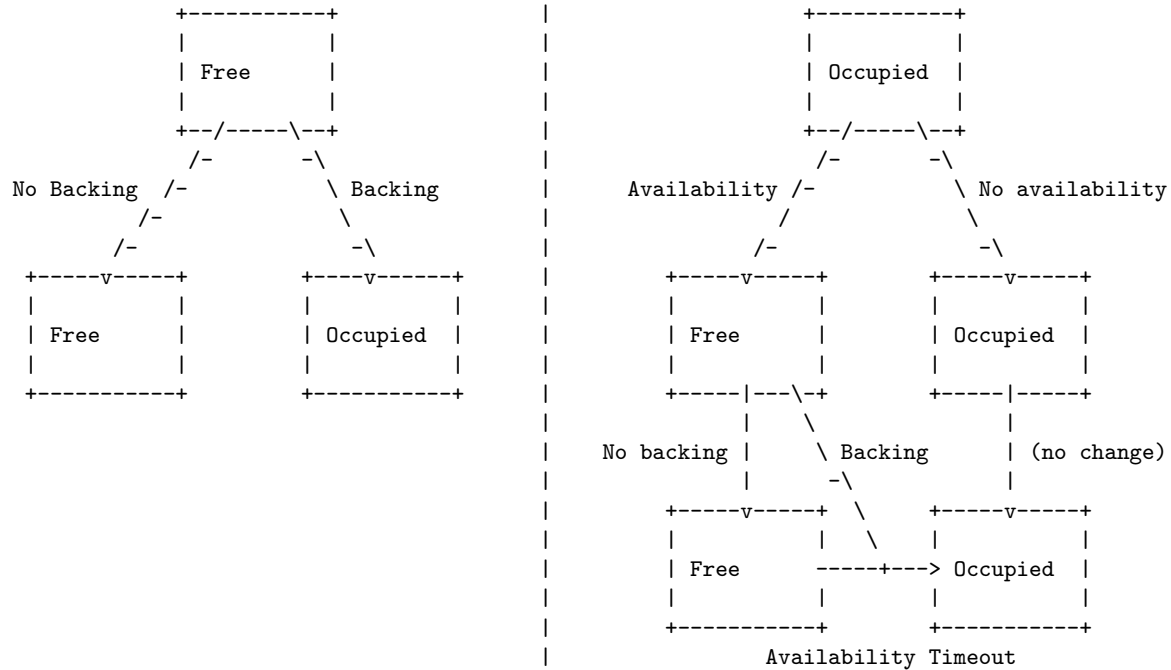 Free Occupied
No Backing Backing Availability No availability
Free Occupied Free Occupied
No backing Backing (no change)
Free Occupied
Availability Timeout